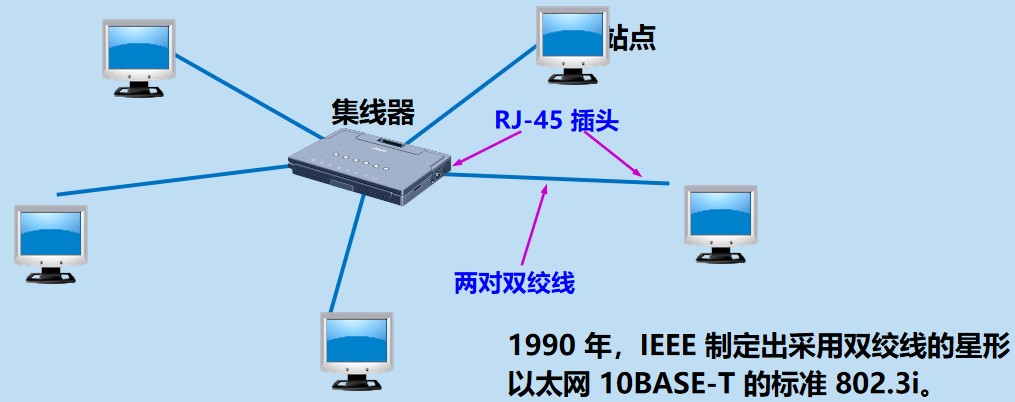 站点
集线器
RJ-45 插头
两对双绞线
1990 年，IEEE 制定出采用双绞线的星形
以太网 10BASE-T 的标准 802.3i。